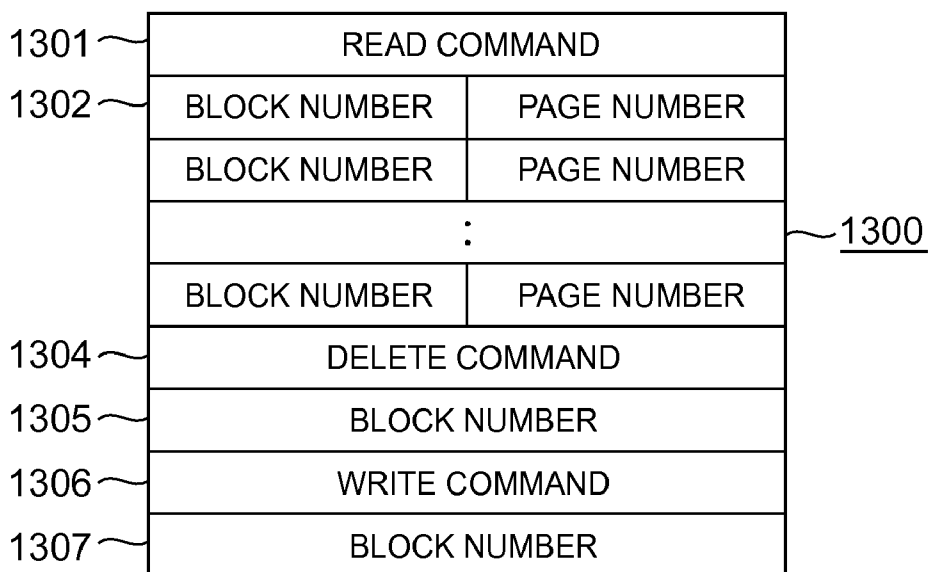 1301 READ COMMAND
1302 BLOCK NUMBER PAGE NUMBER
BLOCK NUMBER PAGE NUMBER
: 1300
BLOCK NUMBER PAGE NUMBER
1304 DELETE COMMAND
1305 BLOCK NUMBER
1306 WRITE COMMAND
1307 BLOCK NUMBER